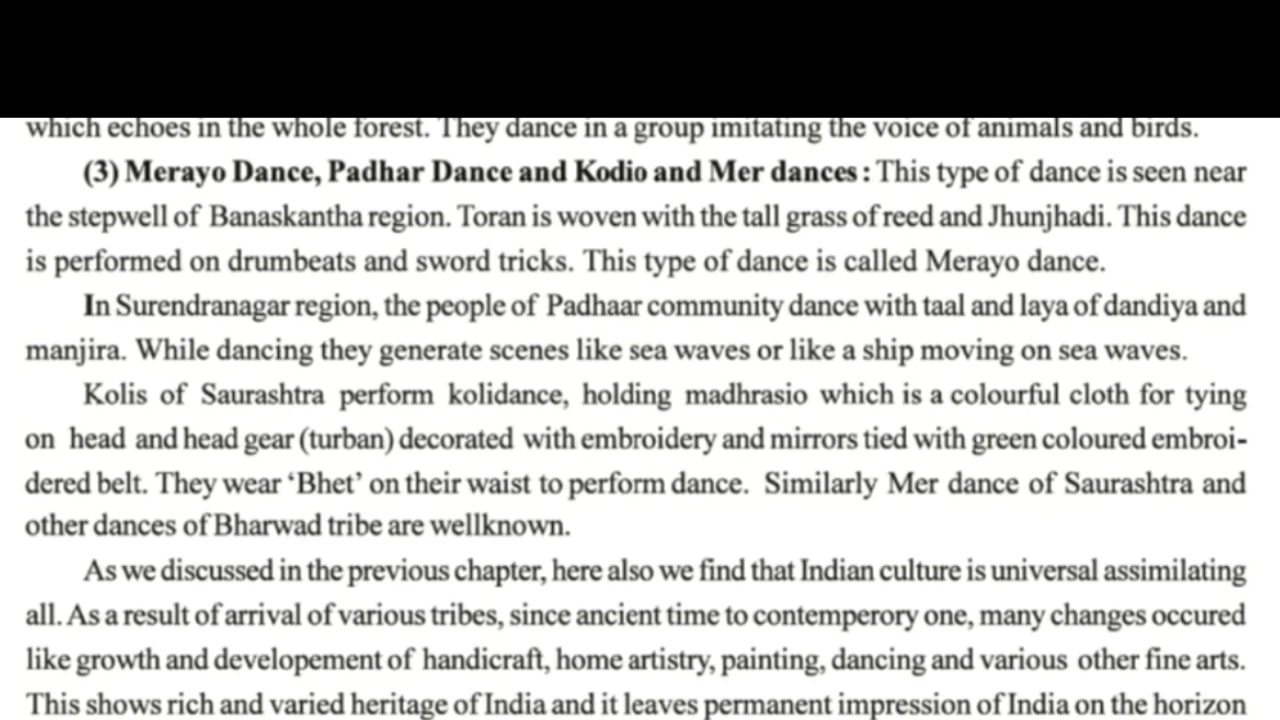 which echoes in the whole forest. They dance in a group imitating the voice of animals and birds.
(3) Merayo Dance, Padhar Dance and Kodio and Mer dances : This type of dance is seen near
the stepwell of Banaskantha region. Toran is woven with the tall grass of reed and Jhunjhadi. This dance
is performed on drumbeats and sword tricks. This type of dance is called Merayo dance.
In Surendranagar region, the people of Padhaar community dance with taal and laya of dandiya and
manjira. While dancing they generate scenes like sea waves or like a ship moving on sea waves.
Kolis of Saurashtra perform kolidance, holding madhrasio which is a colourful cloth for tying
on head and head gear (turban) decorated with embroidery and mirrors tied with green coloured embroi-
dered belt. They wear ‘Bhet’ on their waist to perform dance. Similarly Mer dance of Saurashtra and
other dances of Bharwad tribe are wellknown.
As we discussed in the previous chapter, here also we find that Indian culture is universal assimilating
all. As a result of arrival of various tribes, since ancient time to contemperory one, many changes occured
like growth and developement of handicraft, home artistry, painting, dancing and various other fine arts.
This shows rich and varied heritage of India and it leaves permanent impression of India on the horizon